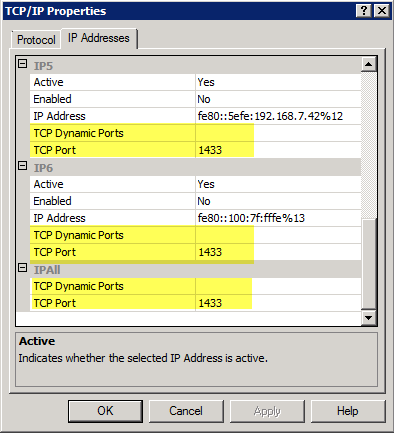 TCP/IP Properties
Protocol IP Addresses
IP5
Active Yes
Enabled No
IP Address fe80::5efe:192.168.7.42%12
TCP Dynamic Ports
TCP Port 1433
IP6
Active Yes
Enabled No
IP Address fe80::100:7f:fffe%13
TCP Dynamic Ports
TCP Port 1433
IPAll
TCP Dynamic Ports
TCP Port 1433
Active
Indicates whether the selected IP Address is active.
OK Cancel Apply Help